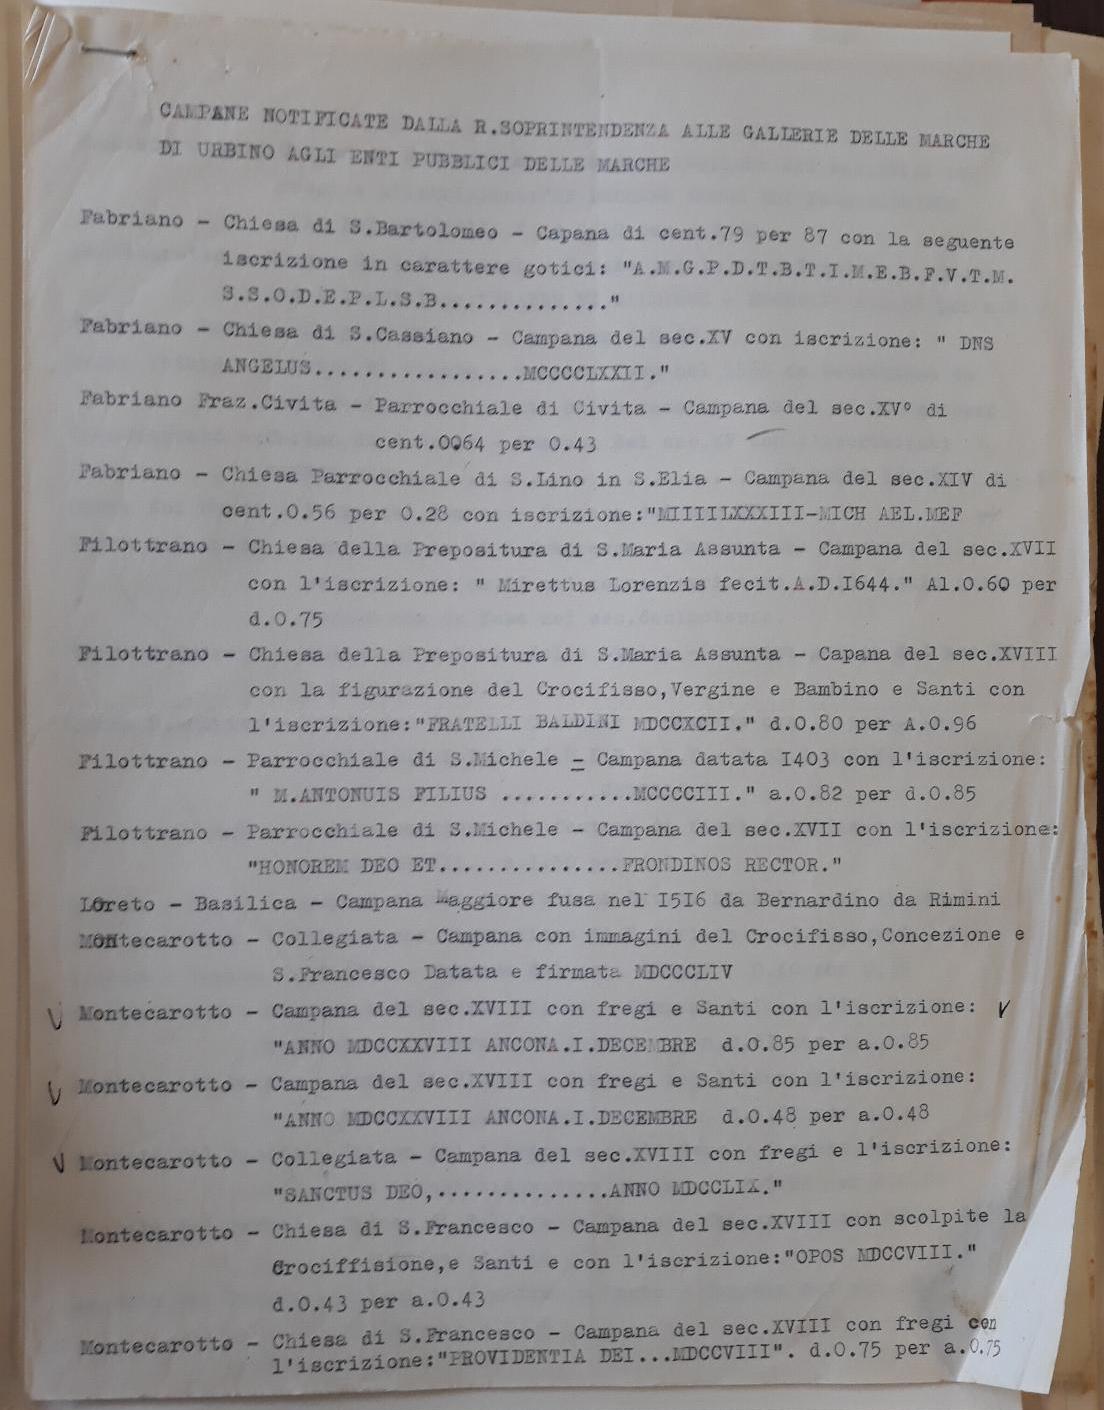 CAMPANE NOTIFICATE DALLA R.SOPRINTENDENZA ALLE GALLERIE DELLE MARCHE
DI URBINO AGLI ENTI PUBBLICI DELLE MARCHE
Fabriano - Chiesa di S.Bartolomeo - Capana di cent.79 per 87 con la seguente
iscrizione in carattere gotici: "A.M.G.P.D.T.B.T.I.M.E.B.F.V.T.M.
S.S.O.D.E.P.L.S.B.............."
Fabriano - Chiesa di S.Cassiano - Campana del sec.XV con iscrizione: " DNS
ANGELUS.................MCCCCLXXII."
Fabriano Fraz.Civita - Parrocchiale di Civita - Campana del sec.XV° di
cent.0064 per 0.43
Fabriano - Chiesa Parrocchiale di S.Lino in S.Elia - Campana del sec.XIV di
cent.0.56 per 0.28 con iscrizione:"MIIIILXXXIII-MICH AEL.MEF
Filottrano - Chiesa della Prepositura di S.Maria Assunta - Campana del sec.XVII
con l'iscrizione: " Mirettus Lorenzis fecit.A.D.I644." Al.0.60 per
d.0.75
Filottrano - Chiesa della Prepositura di S.Maria Assunta - Capana del sec.XVIII
con la figurazione del Crocifisso,Vergine e Bambino e Santi con
l'iscrizione:"FRATELLI BALDINI MDCCXCII." d.0.80 per A.0.96
Filottrano - Parrocchiale di S.Michele - Campana datata I403 con l'iscrizione:
" M.ANTONUIS FILIUS ...........MCCCCIII." a.0.82 per d.0.85
Filottrano - Parrocchiale di S.Michele - Campana del sec.XVII con l'iscrizione:
"HONOREM DEO ET...............FRONDINOS RECTOR."
Loreto - Basilica - Campana Maggiore fusa nel I5I6 da Bernardino da Rimini
Montecarotto - Collegiata - Campana con immagini del Crocifisso,Concezione e
S.Francesco Datata e firmata MDCCCLIV
V Montecarotto - Campana del sec.XVIII con fregi e Santi con l'iscrizione: V
"ANNO MDCCXXVIII ANCONA.I.DECEMBRE d.0.85 per a.0.85
V Montecarotto - Campana del sec.XVIII con fregi e Santi con l'iscrizione:
"ANNO MDCCXXVIII ANCONA.I.DECEMBRE d.0.48 per a.0.48
V Montecarotto - Collegiata - Campana del sec.XVIII con fregi e l'iscrizione:
"SANCTUS DEO,..............ANNO MDCCLIX."
Montecarotto - Chiesa di S.Francesco - Campana del sec.XVIII con scolpite la
Crociffisione,e Santi e con l'iscrizione:"OPOS MDCCVIII."
d.0.43 per a.0.43
Montecarotto - Chiesa di S.Francesco - Campana del sec.XVIII con fregi con
l'iscrizione:"PROVIDENTIA DEI...MDCCVIII". d.0.75 per a.0.75